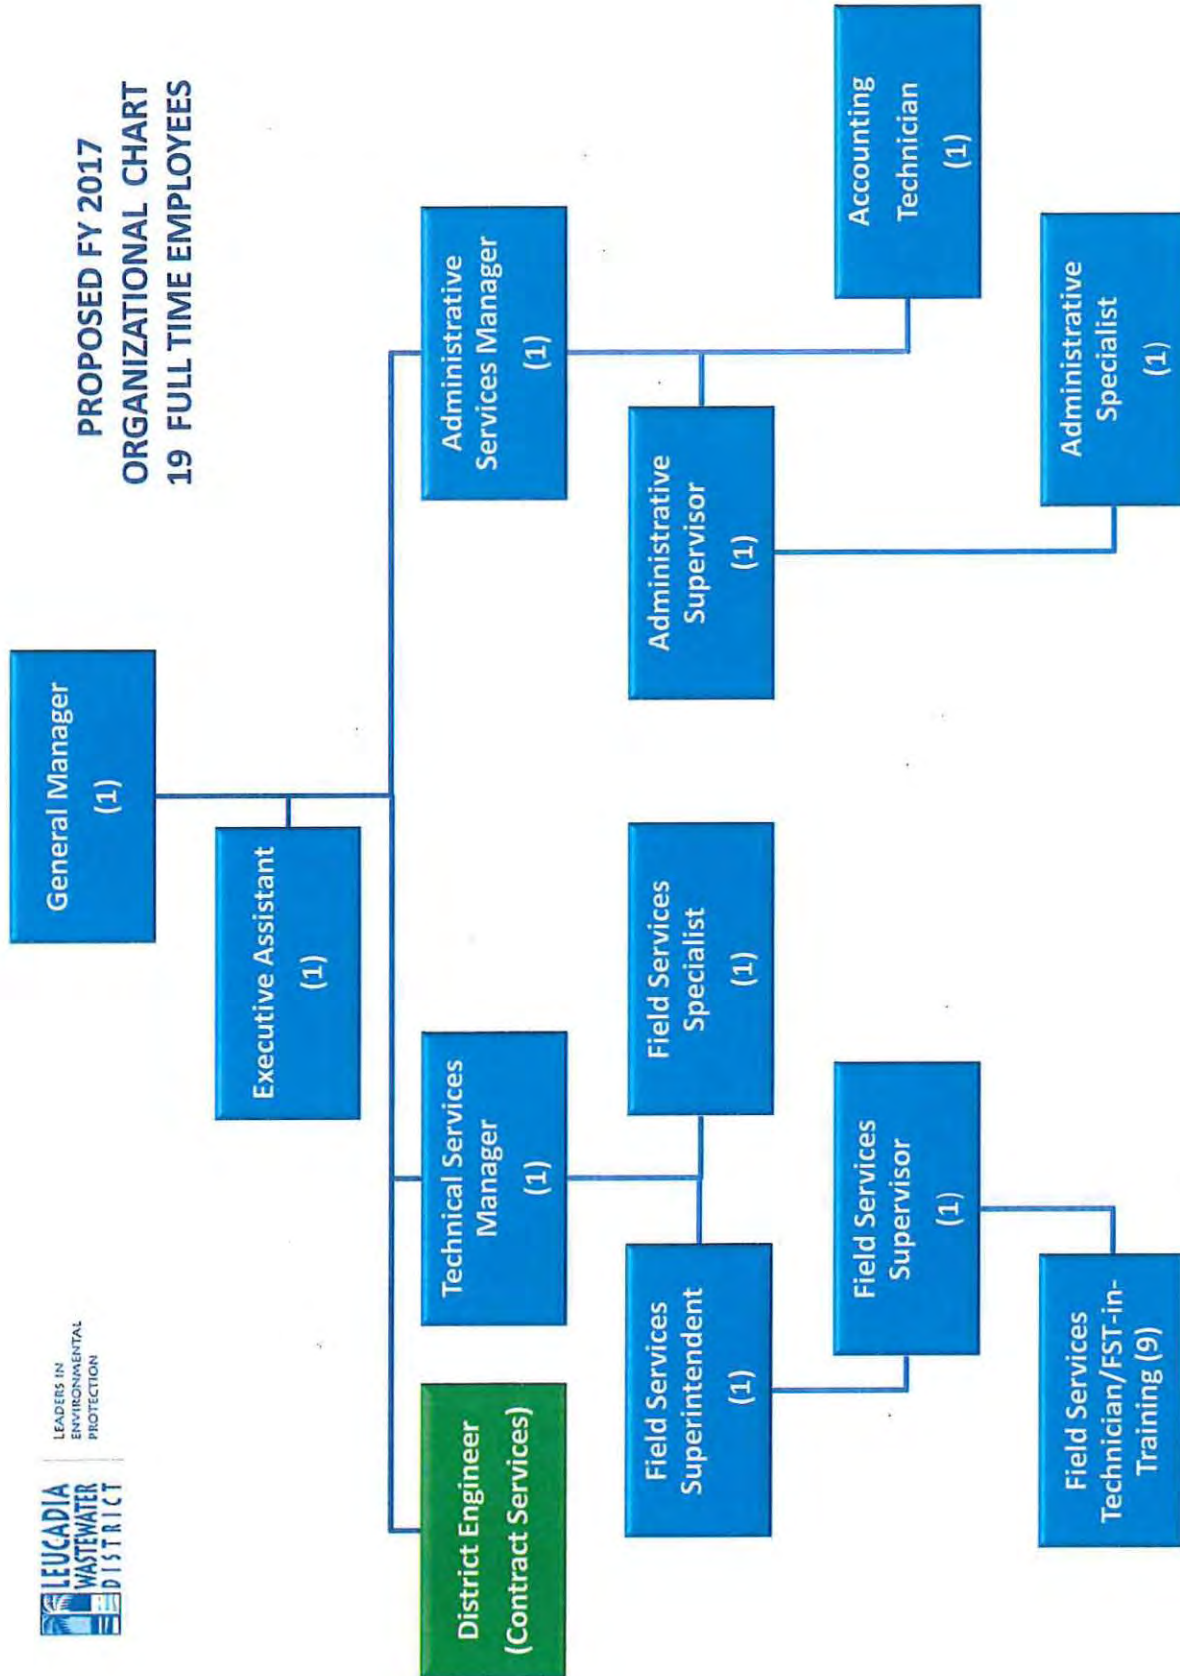 LEUCADIA
WASTEWATER
DISTRICT
LEADERS IN
ENVIRONMENTAL
PROTECTION
PROPOSED FY 2017
ORGANIZATIONAL CHART
19 FULL TIME EMPLOYEES
General Manager
(1)
Executive Assistant
(1)
District Engineer
(Contract Services)
Technical Services
Manager
(1)
Administrative
Services Manager
(1)
Field Services
Superintendent
(1)
Field Services
Specialist
(1)
Administrative
Supervisor
(1)
Field Services
Supervisor
(1)
Accounting
Technician
(1)
Field Services
Technician/FST-in-
Training (9)
Administrative
Specialist
(1)